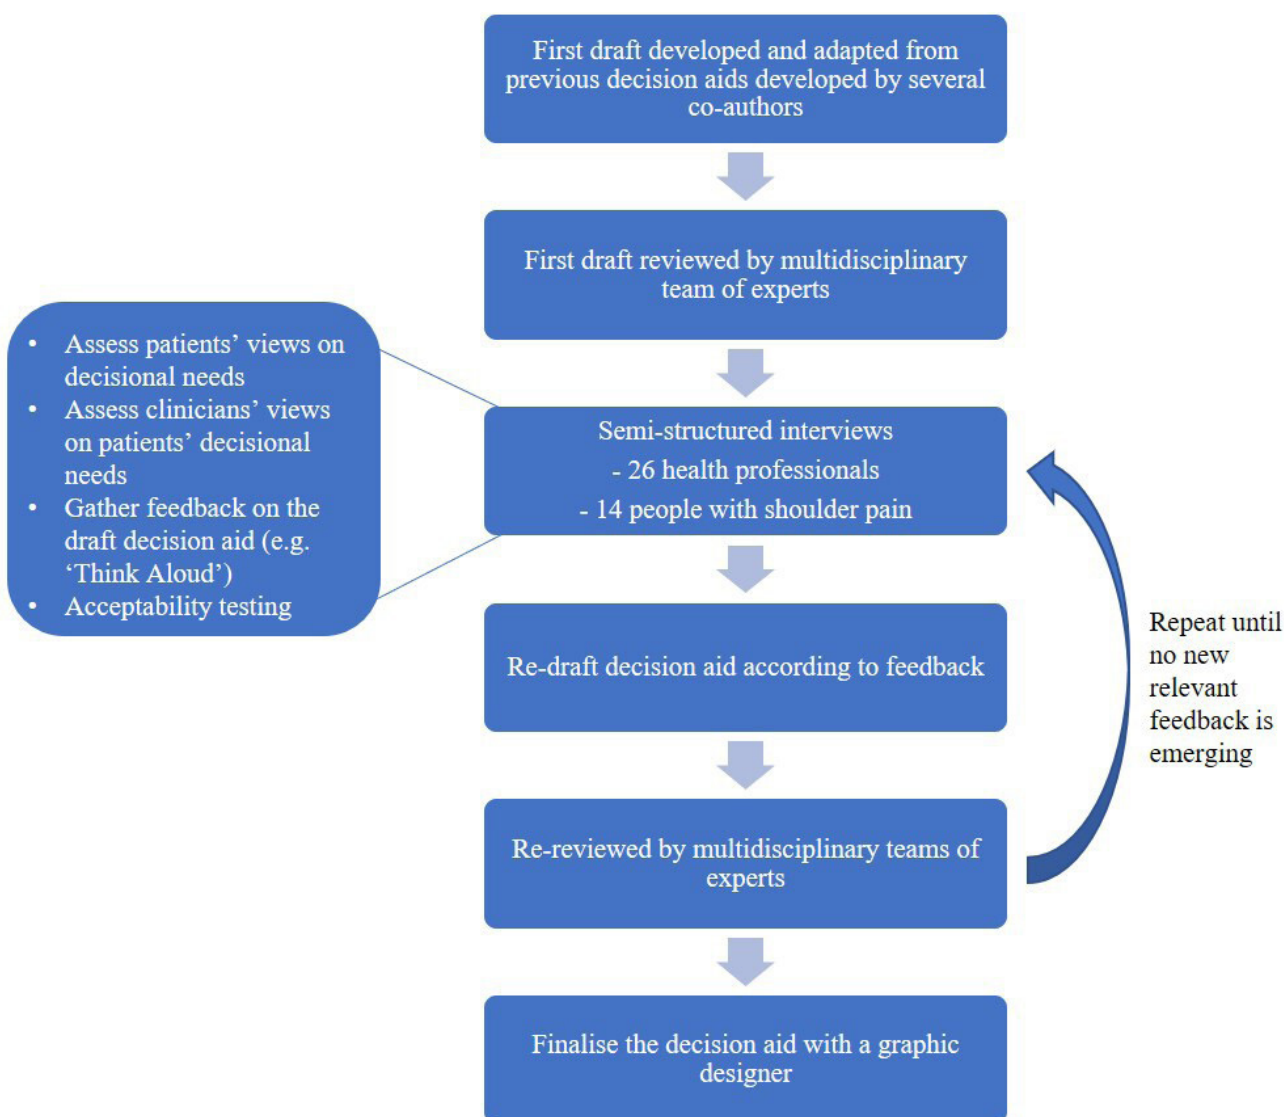 First draft developed and adapted from
previous decision aids developed by several
co-authors
First draft reviewed by multidisciplinary
team of experts
• Assess patients’ views on
decisional needs
• Assess clinicians’ views
on patients’ decisional
needs
• Gather feedback on the
draft decision aid (e.g.
‘Think Aloud’)
• Acceptability testing
Semi-structured interviews
- 26 health professionals
- 14 people with shoulder pain
Re-draft decision aid according to feedback
Repeat until
no new
relevant
feedback is
emerging
Re-reviewed by multidisciplinary teams of
experts
Finalise the decision aid with a graphic
designer